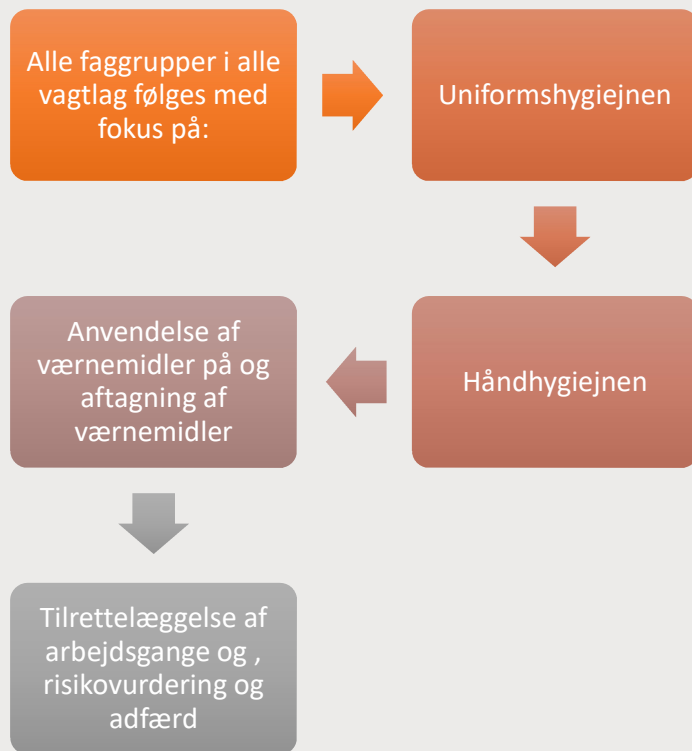 Alle faggrupper i alle
vagtlag følges med
fokus på:
Uniformshygiejnen
Håndhygiejnen
Anvendelse af
værnemidler på og
aftagning af
værnemidler
Tilrettelæggelse af
arbejdsgange og ,
risikovurdering og
adfærd